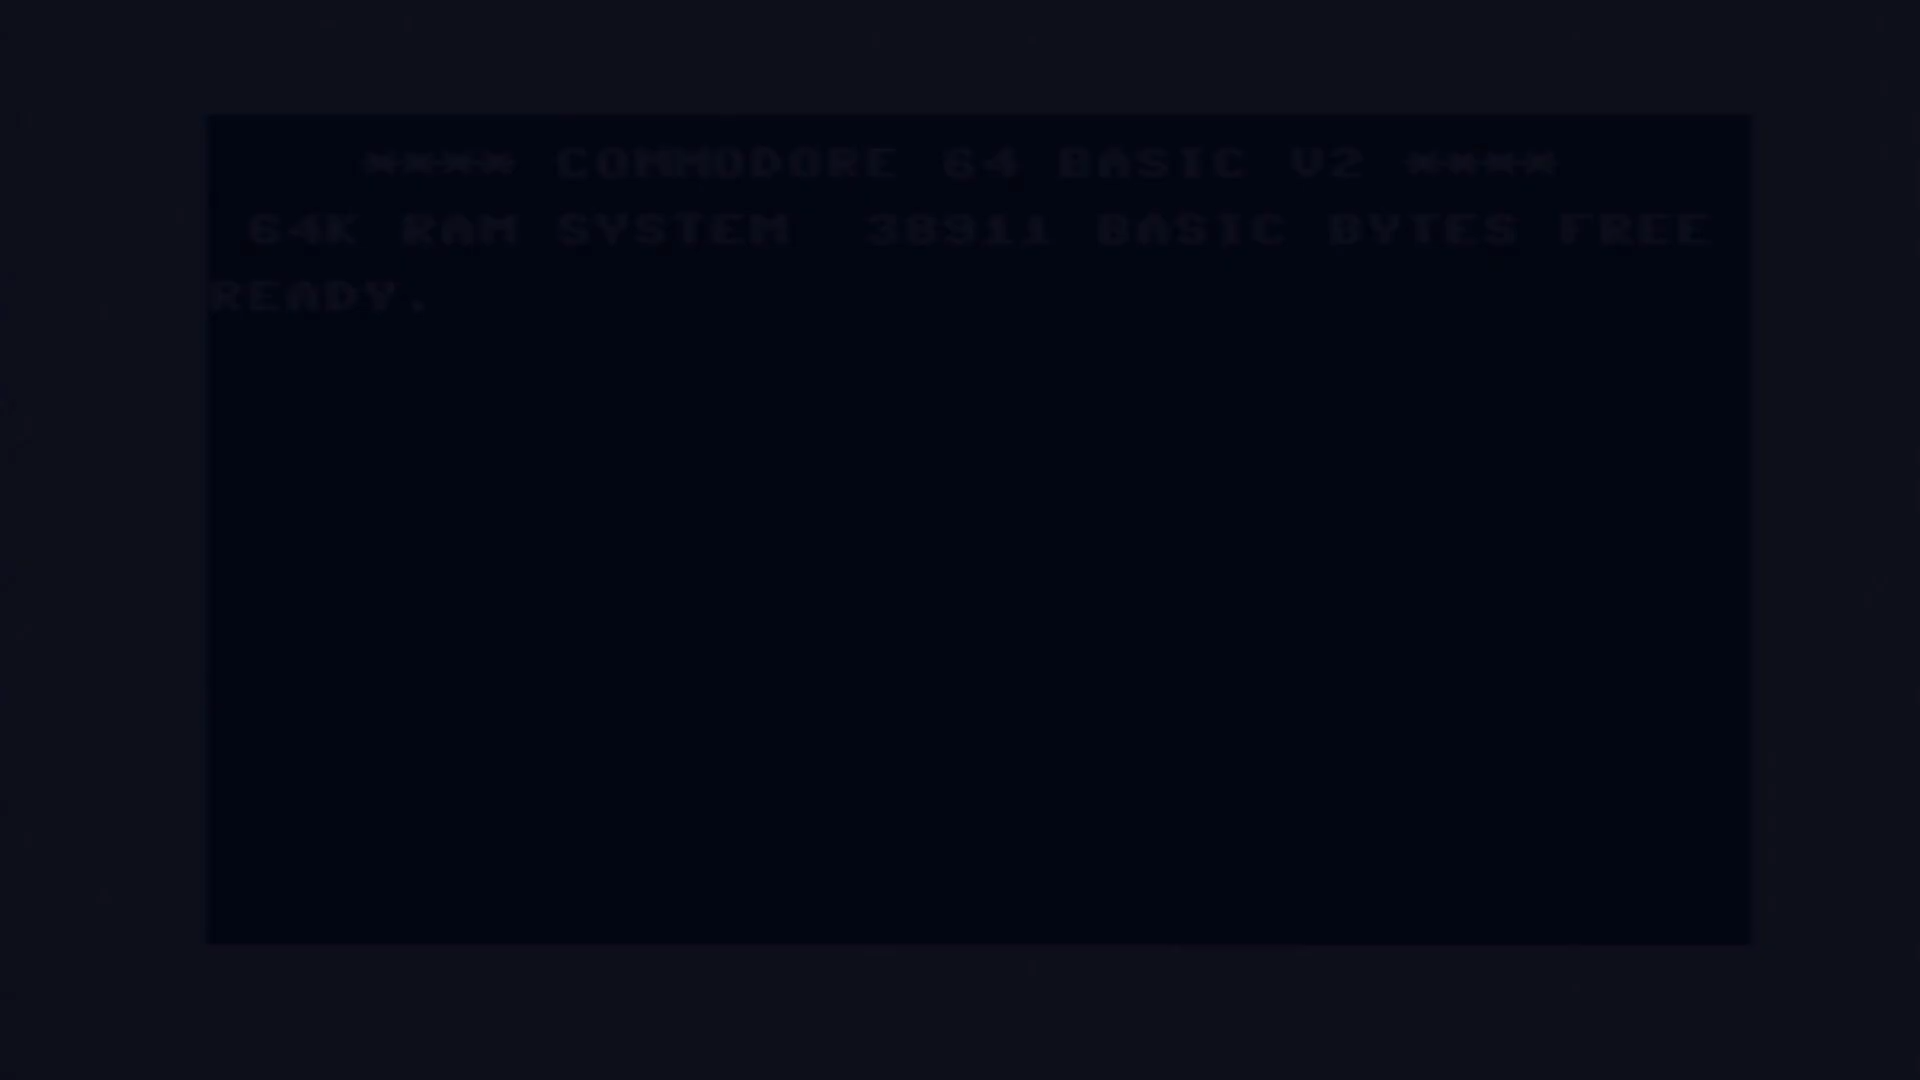 **** COMMODORE 64 BASIC V2 ****
64K RAM SYSTEM  38911 BASIC BYTES FREE
READY.